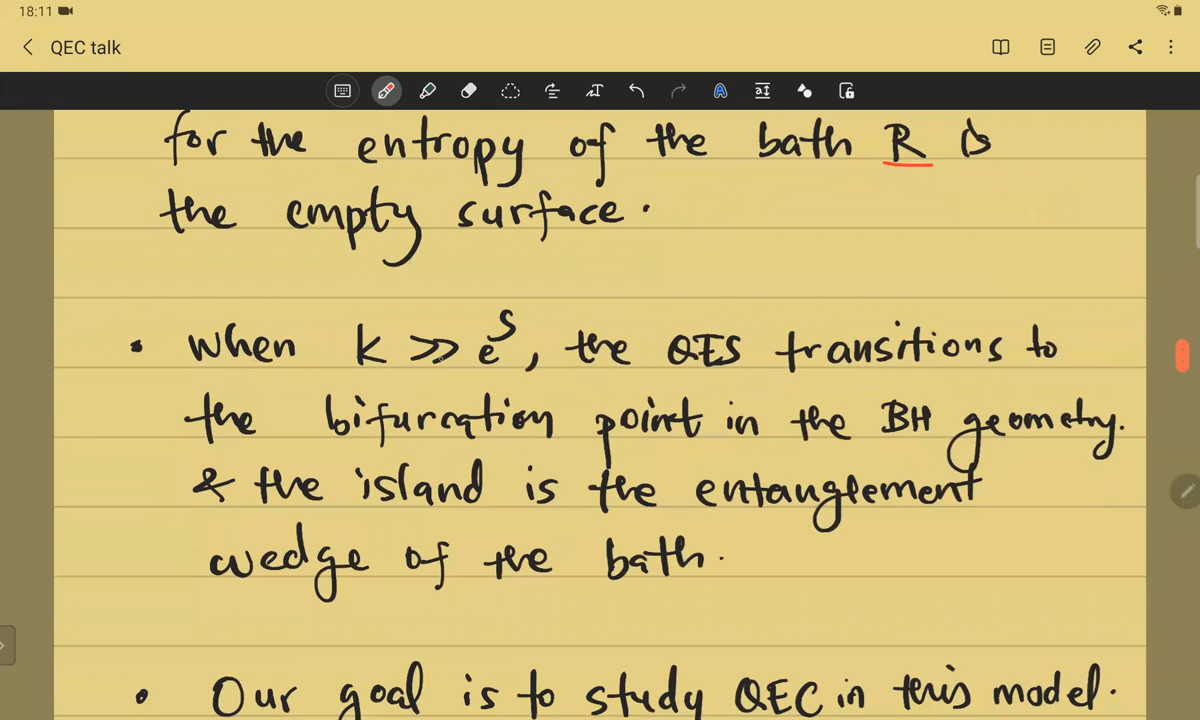 18:11
QEC talk
for the entropy of the bath R is
the empty surface.
• When k >> e^S, the QES transitions to
the bifurcation point in the BH geometry.
& the island is the entanglement
wedge of the bath.
• Our goal is to study QEC in this model.